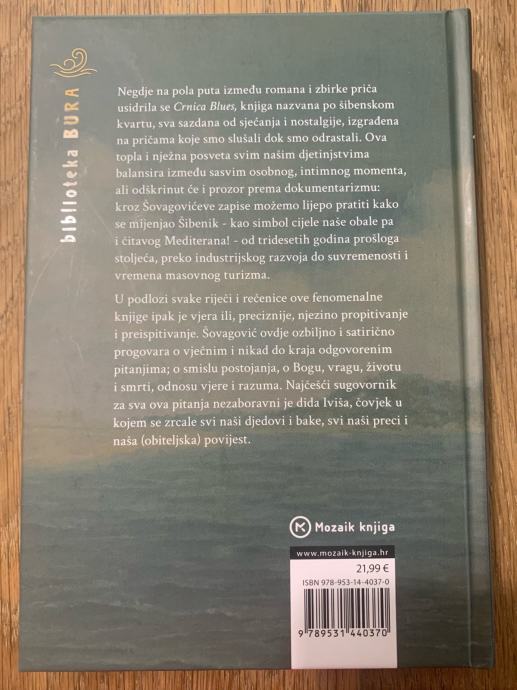 biblioteka BURA
Negdje na pola puta između romana i zbirke priča
usidrila se Crnica Blues, knjiga nazvana po šibenskom
kvartu, sva sazdana od sjećanja i nostalgije, izgrađena
na pričama koje smo slušali dok smo odrastali. Ova
topla i nježna posveta svim našim djetinjstvima
balansira između sasvim osobnog, intimnog momenta,
ali odškrinut će i prozor prema dokumentarizmu:
kroz Šovagovićeve zapise možemo lijepo pratiti kako
se mijenjao Šibenik - kao simbol cijele naše obale pa
i čitavog Mediterana! - od tridesetih godina prošloga
stoljeća, preko industrijskog razvoja do suvremenosti i
vremena masovnog turizma.
U podlozi svake riječi i rečenice ove fenomenalne
knjige ipak je vjera ili, preciznije, njezino propitivanje
i preispitivanje. Šovagović ovdje ozbiljno i satirično
progovara o vječnim i nikad do kraja odgovorenim
pitanjima; o smislu postojanja, o Bogu, vragu, životu
i smrti, odnosu vjere i razuma. Najčešći sugovornik
za sva ova pitanja nezaboravni je dida Iviša, čovjek u
kojem se zrcale svi naši djedovi i bake, svi naši preci i
naša (obiteljska) povijest.
Mozaik knjiga
www.mozaik-knjiga.hr
21,99 €
ISBN 978-953-14-4037-0
9 789531 440370